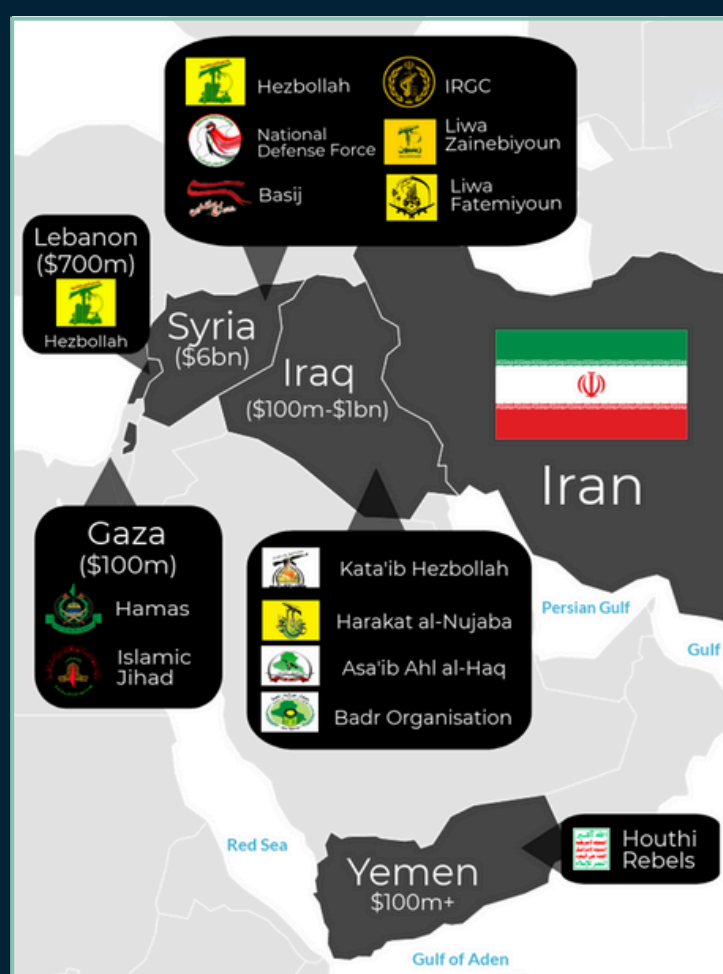 Hezbollah
IRGC
National
Defense Force
Liwa
Zainebiyoun
Basij
Liwa
Fatemiyoun
Lebanon
($700m)
Hezbollah
Syria
($6bn)
Iraq
($100m-$1bn)
Iran
Gaza
($100m)
Hamas
Islamic
Jihad
Kata'ib Hezbollah
Harakat al-Nujaba
Asa'ib Ahl al-Haq
Badr Organisation
Persian Gulf
Gulf
Red Sea
Yemen
$100m+
Houthi
Rebels
Gulf of Aden